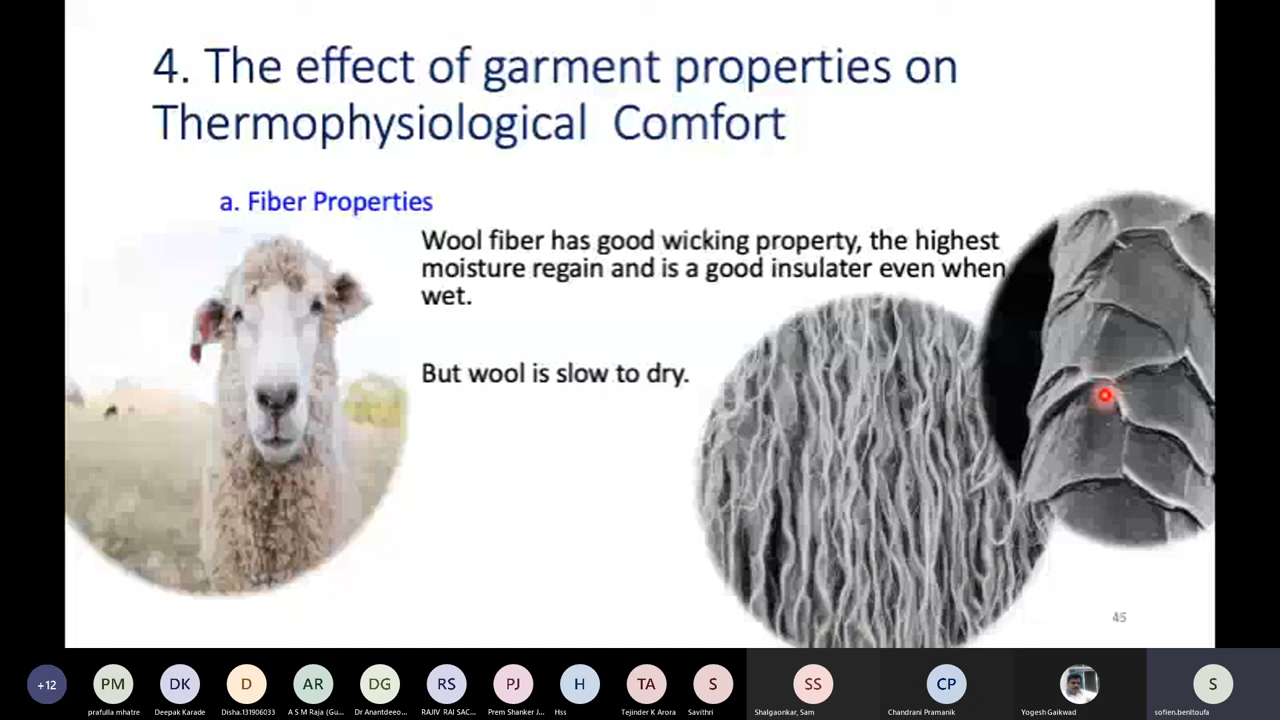 4. The effect of garment properties on
Thermophysiological Comfort
a. Fiber Properties
Wool fiber has good wicking property, the highest
moisture regain and is a good insulater even when
wet.
But wool is slow to dry.
45
+12
PM
DK
D
AR
DG
RS
PJ
H
TA
S
SS
CP
S
prafulla mhatre
Deepak Karade
Disha.131906033
A S M Raja (Gu...
Dr Anantdeeo...
RAJIV RAI SAC...
Prem Shanker J...
Hss
Tejinder K Arora
Savithri
Shalgaonkar, Sam
Chandrani Pramanik
Yogesh Gaikwad
sofien.benltoufa